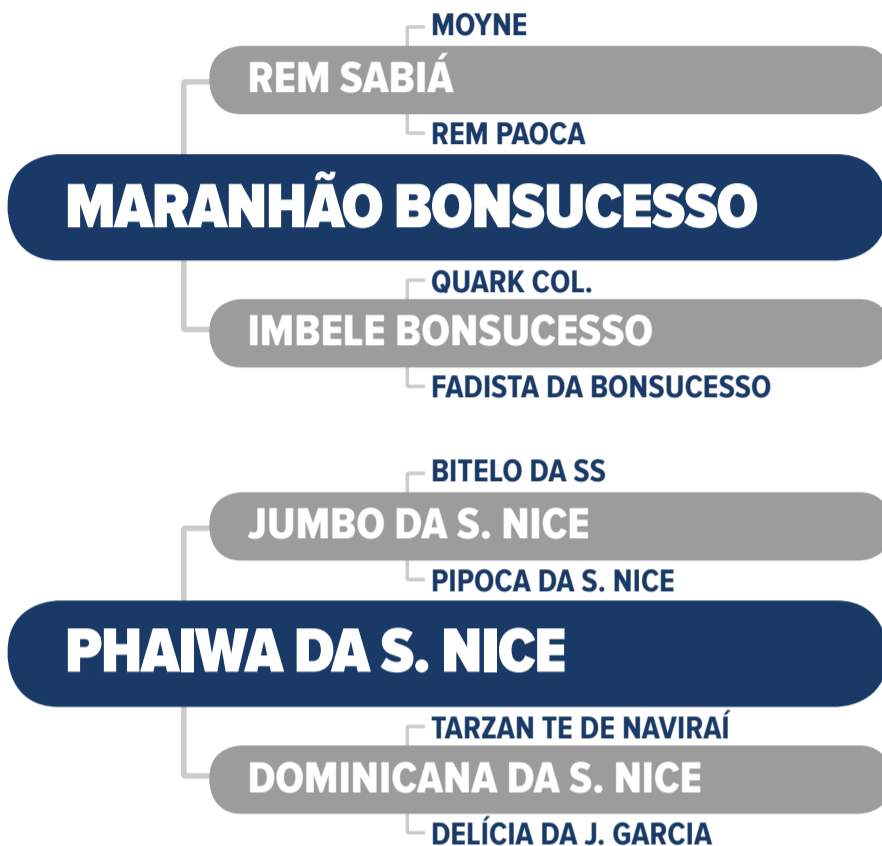 MOYNE
REM SABIÁ
REM PAOCA
MARANHÃO BONSUCESSO
QUARK COL.
IMBELE BONSUCESSO
FADISTA DA BONSUCESSO
BITELO DA SS
JUMBO DA S. NICE
PIPOCA DA S. NICE
PHAIWA DA S. NICE
TARZAN TE DE NAVIRAÍ
DOMINICANA DA S. NICE
DELÍCIA DA J. GARCIA